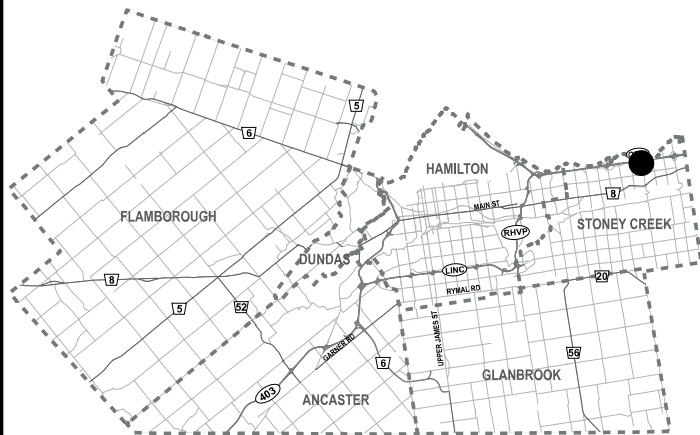 5
6
HAMILTON
8
MAIN ST
FLAMBOROUGH
STONEY CREEK
RHVP
DUNDAS
LINC
20
8
RYMAL RD
5
52
UPPER JAMES ST
GARNER RD
6
56
GLANBROOK
403
ANCASTER